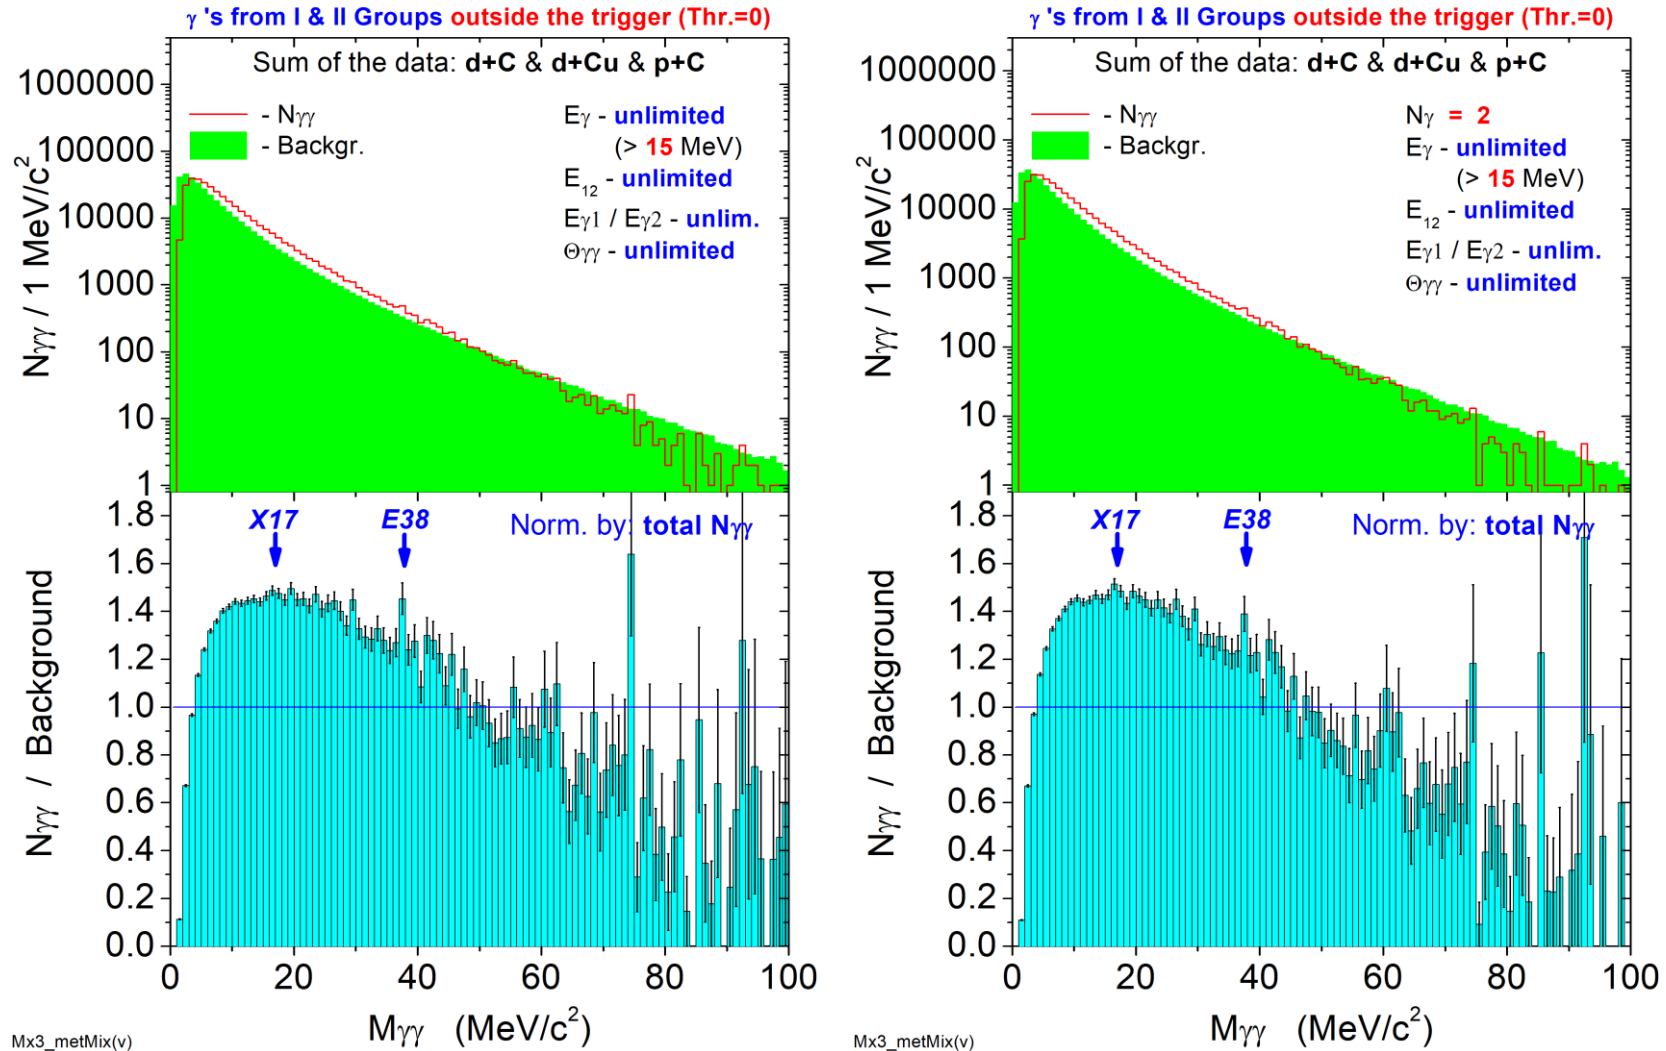 γ 's from I & II Groups outside the trigger (Thr.=0)
Sum of the data: d+C & d+Cu & p+C
- Nγγ
- Backgr.
Eγ - unlimited
(> 15 MeV)
E12 - unlimited
Eγ1 / Eγ2 - unlim.
Θγγ - unlimited
Nγγ / 1 MeV/c2
1000000
100000
10000
1000
100
10
1
X17
E38
Norm. by: total Nγγ
Nγγ / Background
1.8
1.6
1.4
1.2
1.0
0.8
0.6
0.4
0.2
0.0
0 20 40 60 80 100
Mγγ (MeV/c2)
Mx3_metMix(v)
γ 's from I & II Groups outside the trigger (Thr.=0)
Sum of the data: d+C & d+Cu & p+C
- Nγγ
- Backgr.
Nγ = 2
Eγ - unlimited
(> 15 MeV)
E12 - unlimited
Eγ1 / Eγ2 - unlim.
Θγγ - unlimited
Nγγ / 1 MeV/c2
1000000
100000
10000
1000
100
10
1
X17
E38
Norm. by: total Nγγ
Nγγ / Background
1.8
1.6
1.4
1.2
1.0
0.8
0.6
0.4
0.2
0.0
0 20 40 60 80 100
Mγγ (MeV/c2)
Mx3_metMix(v)